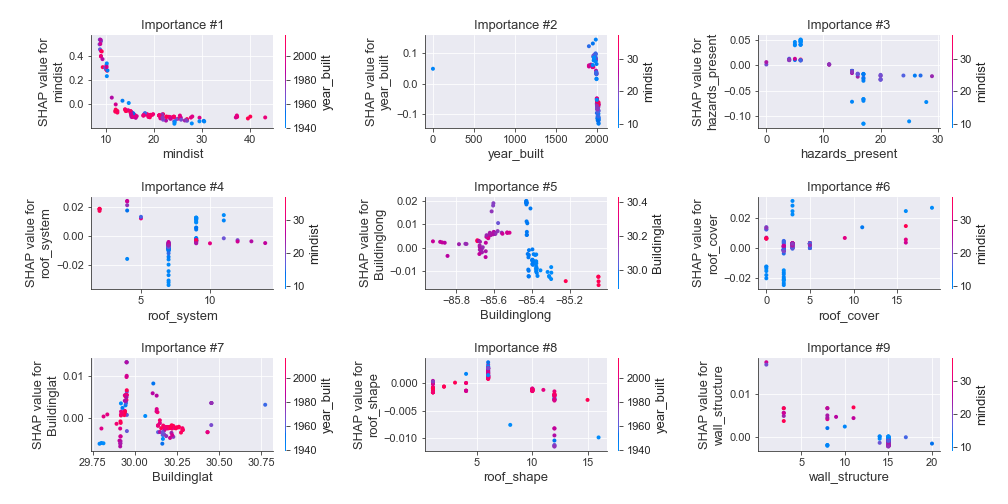 Importance #1
0.4
0.2
0.0
SHAP value for
mindist
10
20
30
40
mindist
2000
1980
1960
1940
year_built
Importance #2
0.1
0.0
−0.1
SHAP value for
year_built
0
500
1000
1500
2000
year_built
30
20
10
mindist
Importance #3
0.05
0.00
−0.05
−0.10
SHAP value for
hazards_present
0
10
20
30
hazards_present
30
20
10
mindist
Importance #4
0.02
0.00
−0.02
SHAP value for
roof_system
5
10
roof_system
30
20
10
mindist
Importance #5
0.02
0.01
0.00
−0.01
SHAP value for
Buildinglong
−85.8
−85.6
−85.4
−85.2
Buildinglong
30.4
30.2
30.0
Buildinglat
Importance #6
0.02
0.00
−0.02
SHAP value for
roof_cover
0
5
10
15
roof_cover
30
20
10
mindist
Importance #7
0.01
0.00
SHAP value for
Buildinglat
29.75
30.00
30.25
30.50
30.75
Buildinglat
2000
1980
1960
1940
year_built
Importance #8
0.000
−0.005
−0.010
SHAP value for
roof_shape
5
10
15
roof_shape
2000
1980
1960
1940
year_built
Importance #9
0.01
0.00
SHAP value for
wall_structure
5
10
15
20
wall_structure
30
20
10
mindist